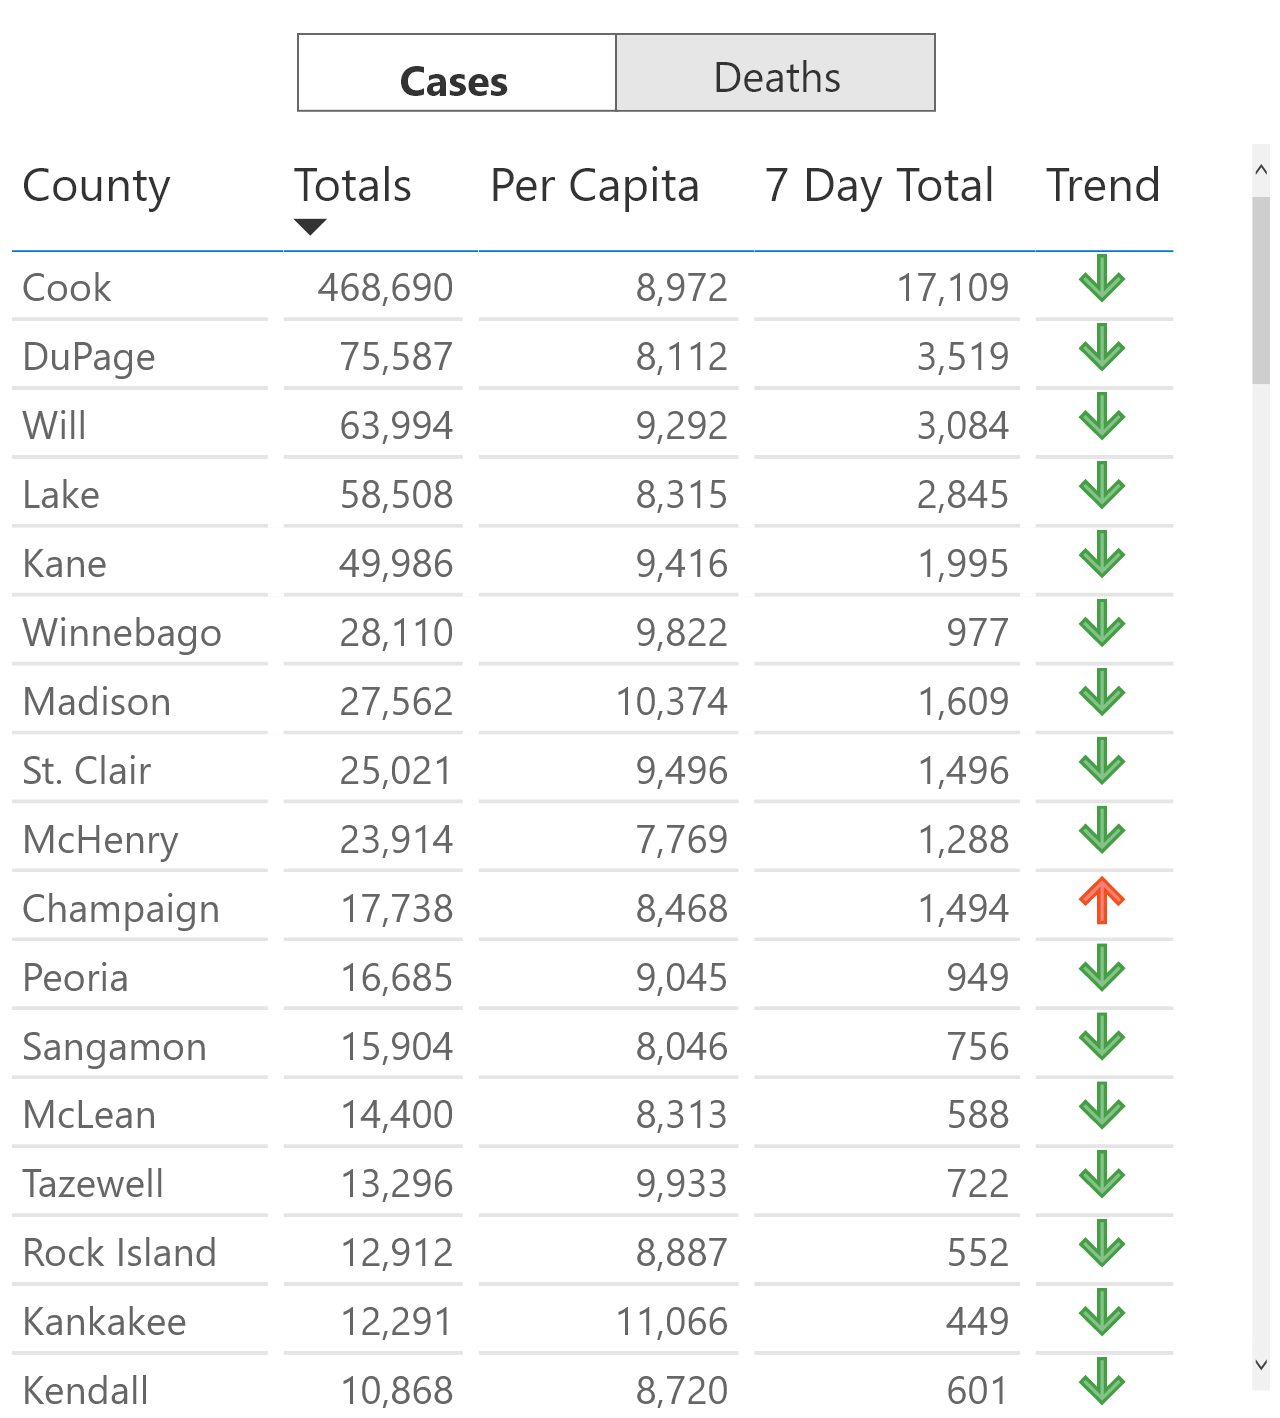 Cases Deaths
County Totals Per Capita 7 Day Total Trend
Cook 468,690 8,972 17,109
DuPage 75,587 8,112 3,519
Will 63,994 9,292 3,084
Lake 58,508 8,315 2,845
Kane 49,986 9,416 1,995
Winnebago 28,110 9,822 977
Madison 27,562 10,374 1,609
St. Clair 25,021 9,496 1,496
McHenry 23,914 7,769 1,288
Champaign 17,738 8,468 1,494
Peoria 16,685 9,045 949
Sangamon 15,904 8,046 756
McLean 14,400 8,313 588
Tazewell 13,296 9,933 722
Rock Island 12,912 8,887 552
Kankakee 12,291 11,066 449
Kendall 10,868 8,720 601